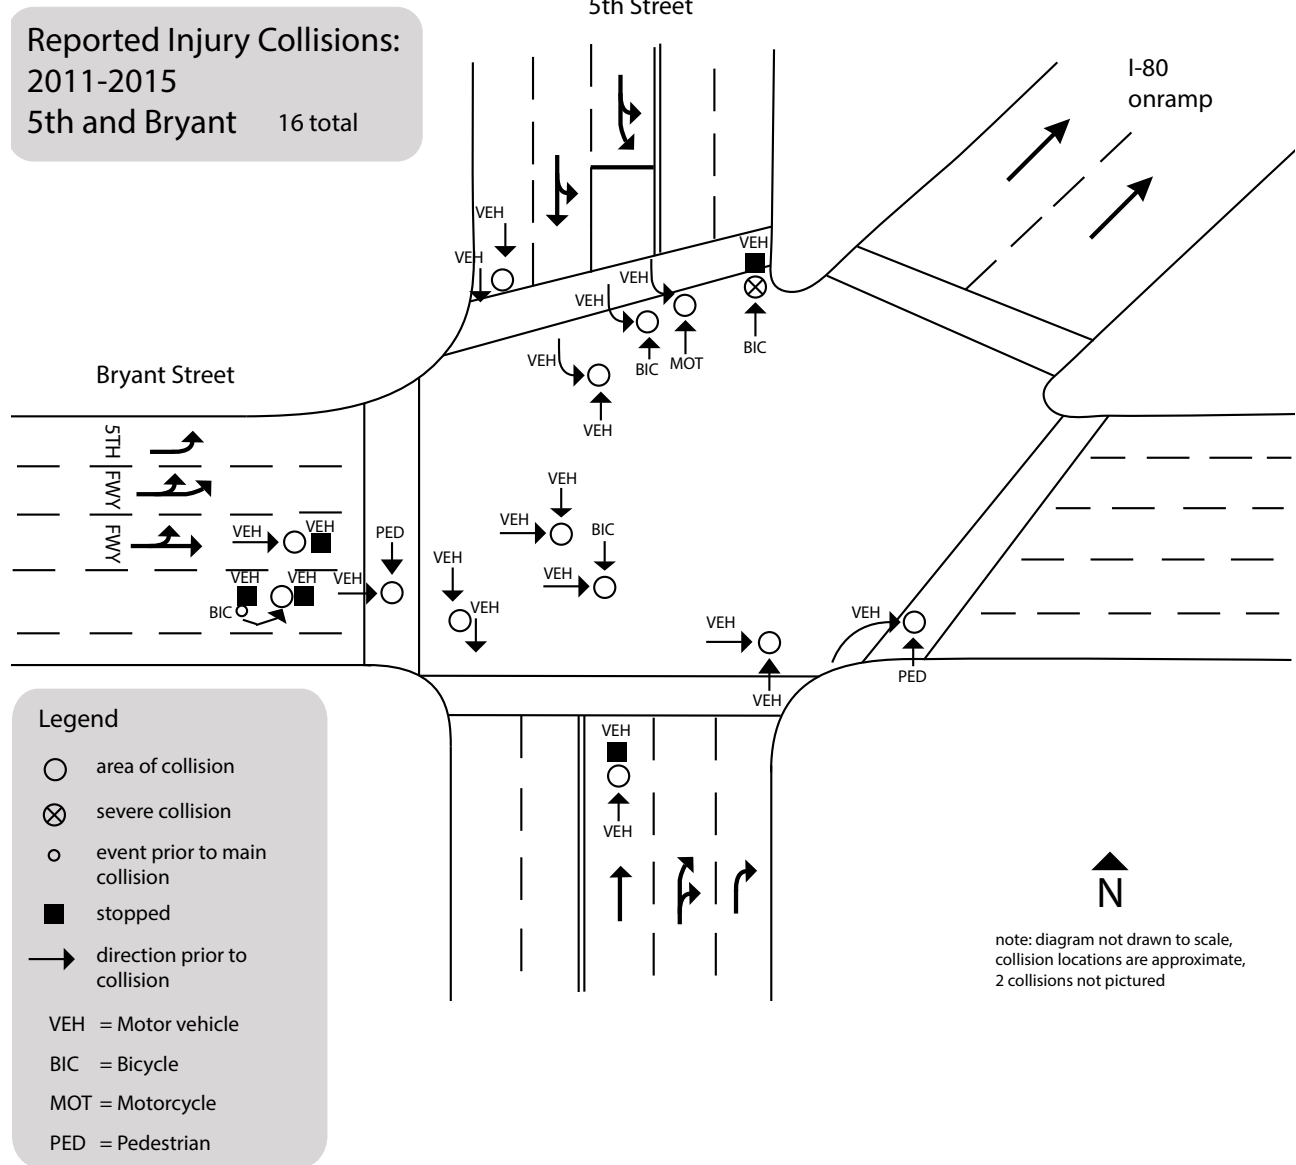 5th Street
Reported Injury Collisions:
2011-2015
5th and Bryant 16 total
I-80
onramp
VEH
VEH
VEH
VEH
VEH
BIC
MOT
BIC
VEH
VEH
Bryant Street
5TH
FWY
FWY
VEH
VEH
PED
VEH
VEH
BIC
VEH
VEH
VEH
VEH
BIC
VEH
VEH
VEH
VEH
VEH
VEH
PED
VEH
VEH
Legend
area of collision
severe collision
event prior to main
collision
stopped
direction prior to
collision
VEH = Motor vehicle
BIC = Bicycle
MOT = Motorcycle
PED = Pedestrian
N
note: diagram not drawn to scale,
collision locations are approximate,
2 collisions not pictured